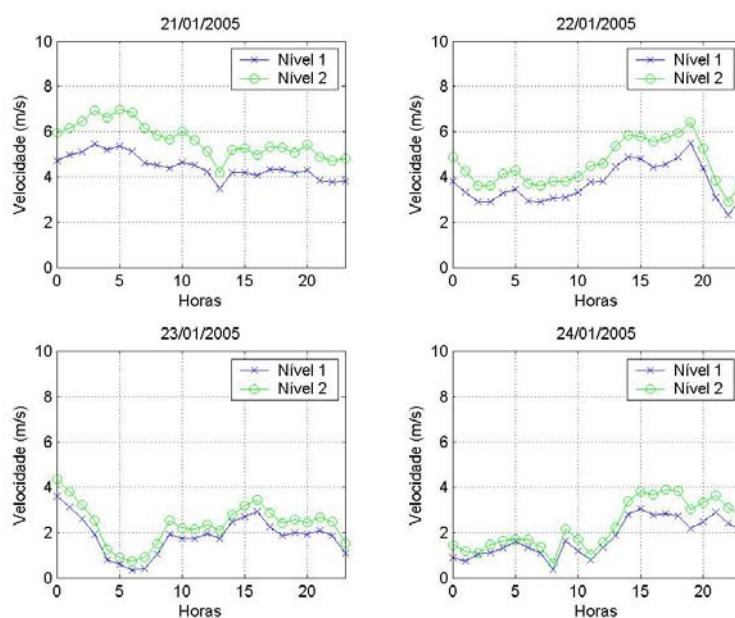 21/01/2005
Velocidade (m/s)
10
8
6
4
2
0
Nível 1
Nível 2
0 5 10 15 20
Horas
22/01/2005
Velocidade (m/s)
10
8
6
4
2
0
Nível 1
Nível 2
0 5 10 15 20
Horas
23/01/2005
Velocidade (m/s)
10
8
6
4
2
0
Nível 1
Nível 2
0 5 10 15 20
Horas
24/01/2005
Velocidade (m/s)
10
8
6
4
2
0
Nível 1
Nível 2
0 5 10 15 20
Horas